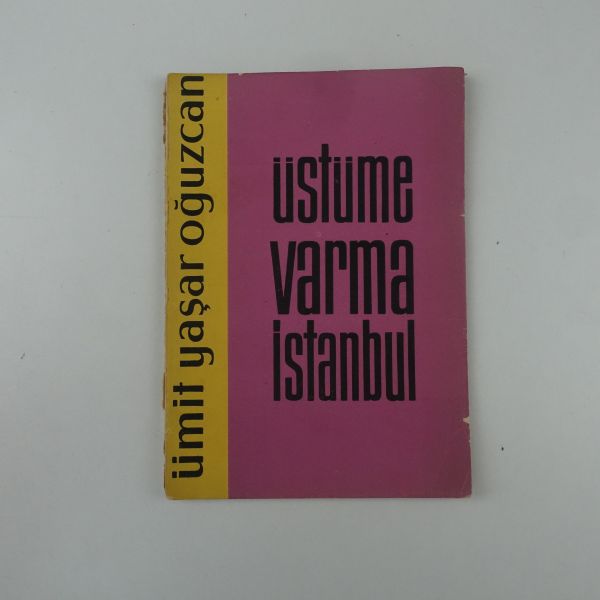 ümit yaşar oğuzcan
üstüme
varma
istanbul